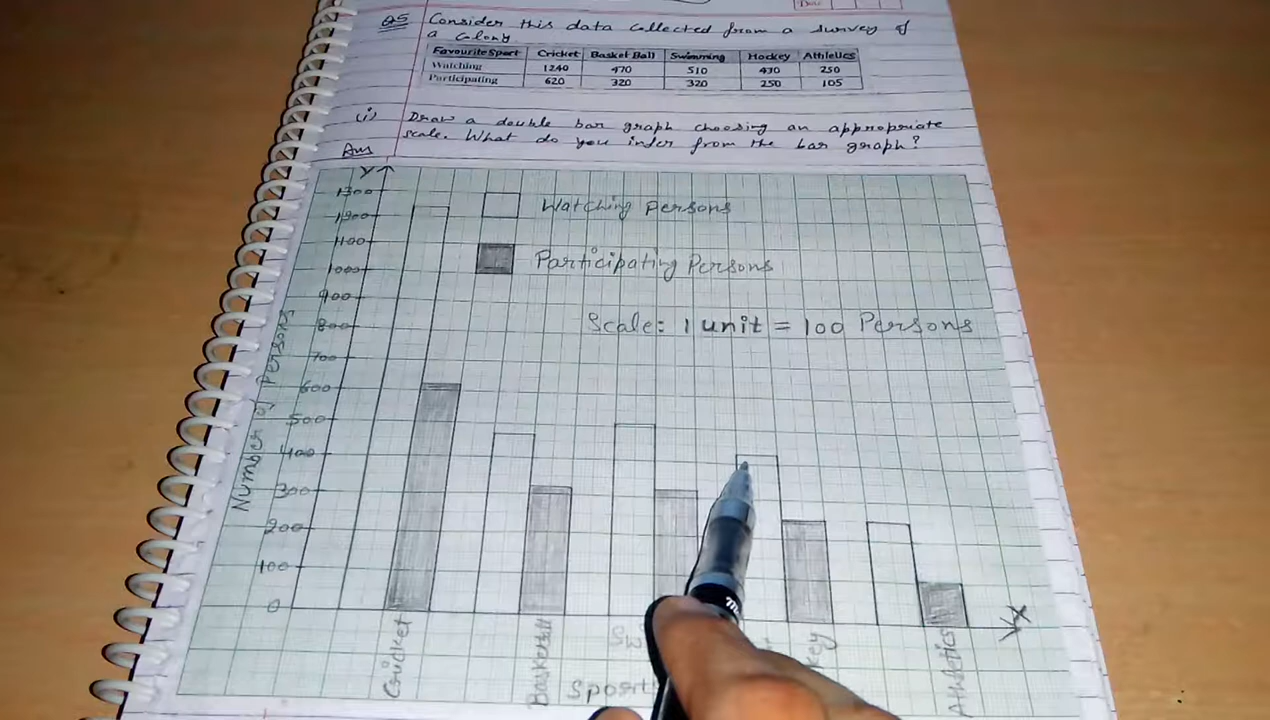 Q5 Consider this data collected from a survey of
a colony
Favourite Sport Cricket Basket Ball Swimming Hockey Athletics
Watching 1240 470 510 430 250
Participating 620 320 320 250 105
(i) Draw a double bar graph choosing an appropriate
scale. What do you infer from the bar graph?
Ans
Y
1300
1200
1100
1000
900
800
700
600
500
400
300
200
100
0
Number of Persons
Watching Persons
Participating Persons
Scale: 1 unit = 100 Persons
Cricket
Athletics
X
Sports